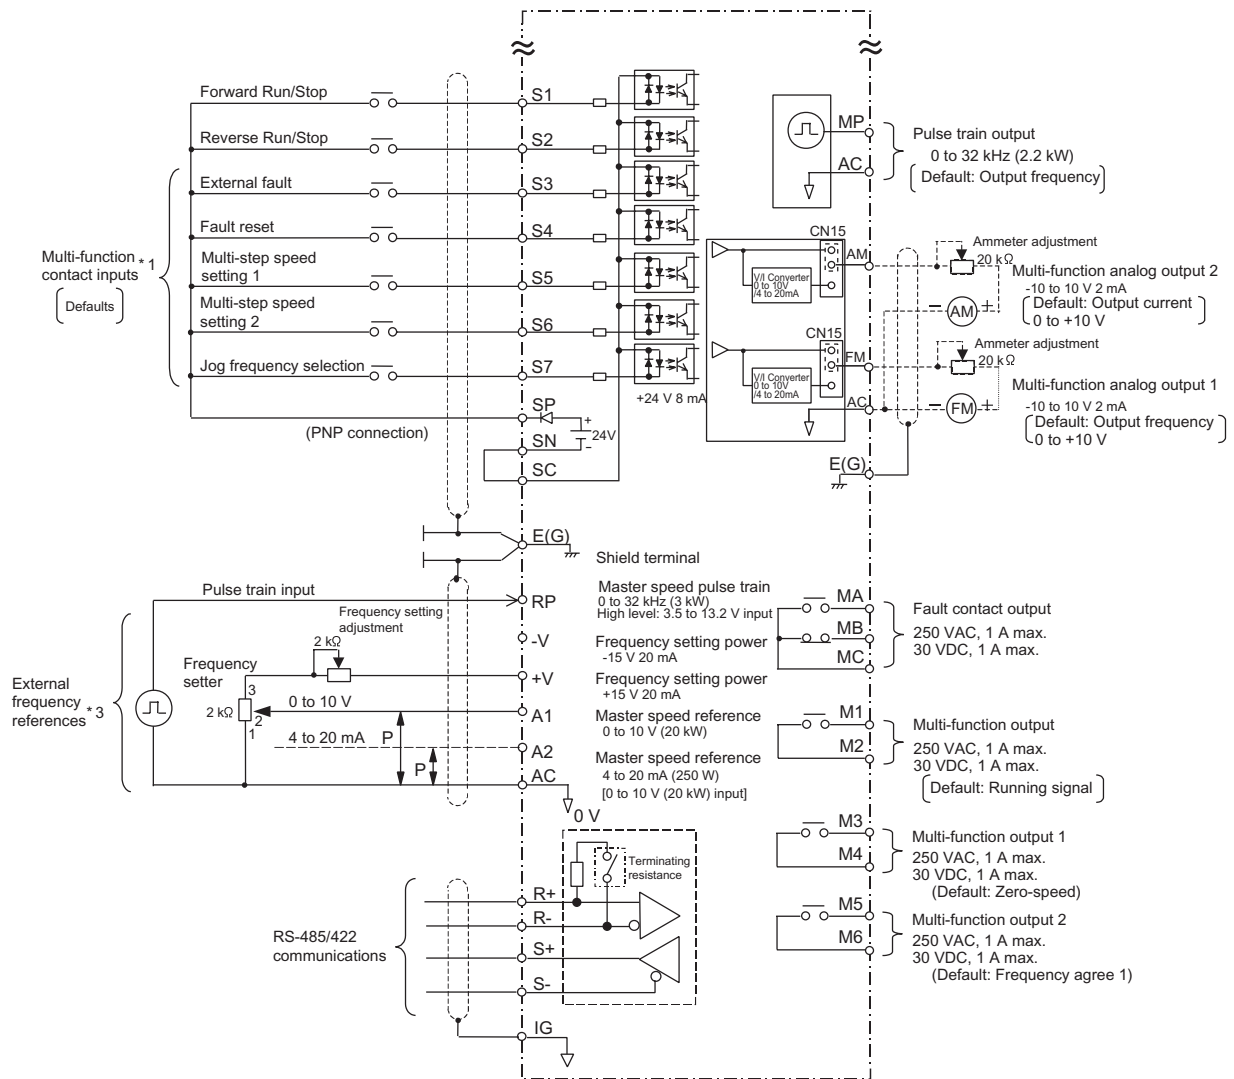 Forward Run/Stop
S1
Reverse Run/Stop
S2
External fault
S3
Fault reset
S4
Multi-function
contact inputs
*1
Defaults
Multi-step speed
setting 1
S5
Multi-step speed
setting 2
S6
Jog frequency selection
S7
+24 V 8 mA
SP
(PNP connection)
+
24V
-
SN
SC
E(G)
Shield terminal
MP
AC
Pulse train output
0 to 32 kHz (2.2 kW)
Default: Output frequency
CN15
AM
V/I Converter
0 to 10V
/4 to 20mA
Ammeter adjustment
20 kΩ
Multi-function analog output 2
-10 to 10 V 2 mA
Default: Output current
0 to +10 V
−
AM
+
CN15
FM
V/I Converter
0 to 10V
/4 to 20mA
AC
Ammeter adjustment
20 kΩ
Multi-function analog output 1
-10 to 10 V 2 mA
Default: Output frequency
0 to +10 V
−
FM
+
E(G)
Pulse train input
RP
Master speed pulse train
0 to 32 kHz (3 kW)
High level: 3.5 to 13.2 V input
Frequency setting
adjustment
2 kΩ
-V
Frequency setting power
-15 V 20 mA
External
frequency
references
*3
Frequency
setter
+V
Frequency setting power
+15 V 20 mA
3
2 kΩ
2
1
0 to 10 V
A1
Master speed reference
0 to 10 V (20 kW)
4 to 20 mA
P
A2
P
Master speed reference
4 to 20 mA (250 W)
[0 to 10 V (20 kW) input]
AC
0 V
MA
MB
MC
Fault contact output
250 VAC, 1 A max.
30 VDC, 1 A max.
M1
M2
Multi-function output
250 VAC, 1 A max.
30 VDC, 1 A max.
Default: Running signal
M3
M4
Multi-function output 1
250 VAC, 1 A max.
30 VDC, 1 A max.
(Default: Zero-speed)
M5
M6
Multi-function output 2
250 VAC, 1 A max.
30 VDC, 1 A max.
(Default: Frequency agree 1)
Terminating
resistance
RS-485/422
communications
R+
R-
S+
S-
IG